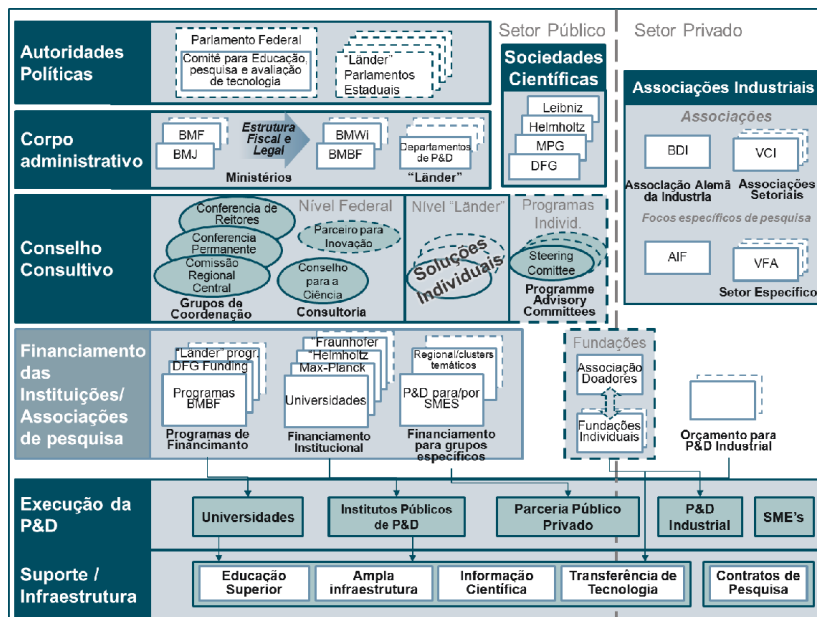 Setor Público
Setor Privado
Autoridades
Políticas
Parlamento Federal
Comité para Educação,
pesquisa e avaliação
de tecnologia
"Länder"
Parlamentos
Estaduais
Sociedades
Científicas
Leibniz
Helmholtz
MPG
DFG
Associações Industriais
Associações
BDI
VCI
Associação Alemã
da Industria
Associações
Setoriais
Focos específicos de pesquisa
AIF
VFA
Setor Específico
Corpo
administrativo
BMF
BMJ
Estrutura
Fiscal e
Legal
BMWi
BMBF
Ministérios
Departamentos
de P&D
"Länder"
Conselho
Consultivo
Conferencia de
Reitores
Conferencia
Permanente
Comissão
Regional
Central
Grupos de
Coordenação
Nível Federal
Parceiro para
Inovação
Conselho
para a
Ciência
Consultoria
Nível "Länder"
Soluções
Individuais
Programas
Individ.
Steering
Comittee
Programme
Advisory
Committees
Financiamento
das
Instituições/
Associações
de pesquisa
"Länder" progr.
DFG Funding
Programas
BMBF
Programas de
Financimanto
"Fraunhofer
"Helmholtz
Max-Planck
Universidades
Financiamento
Institucional
Regional/clusters
temáticos
P&D para/por
SMES
Financiamento
para grupos
específicos
Fundações
Associação
Doadores
Fundações
Individuais
Orçamento para
P&D Industrial
Execução da
P&D
Universidades
Institutos Públicos
de P&D
Parceria Público
Privado
P&D
Industrial
SME's
Suporte /
Infraestrutura
Educação
Superior
Ampla
infraestrutura
Informação
Científica
Transferência de
Tecnologia
Contratos de
Pesquisa